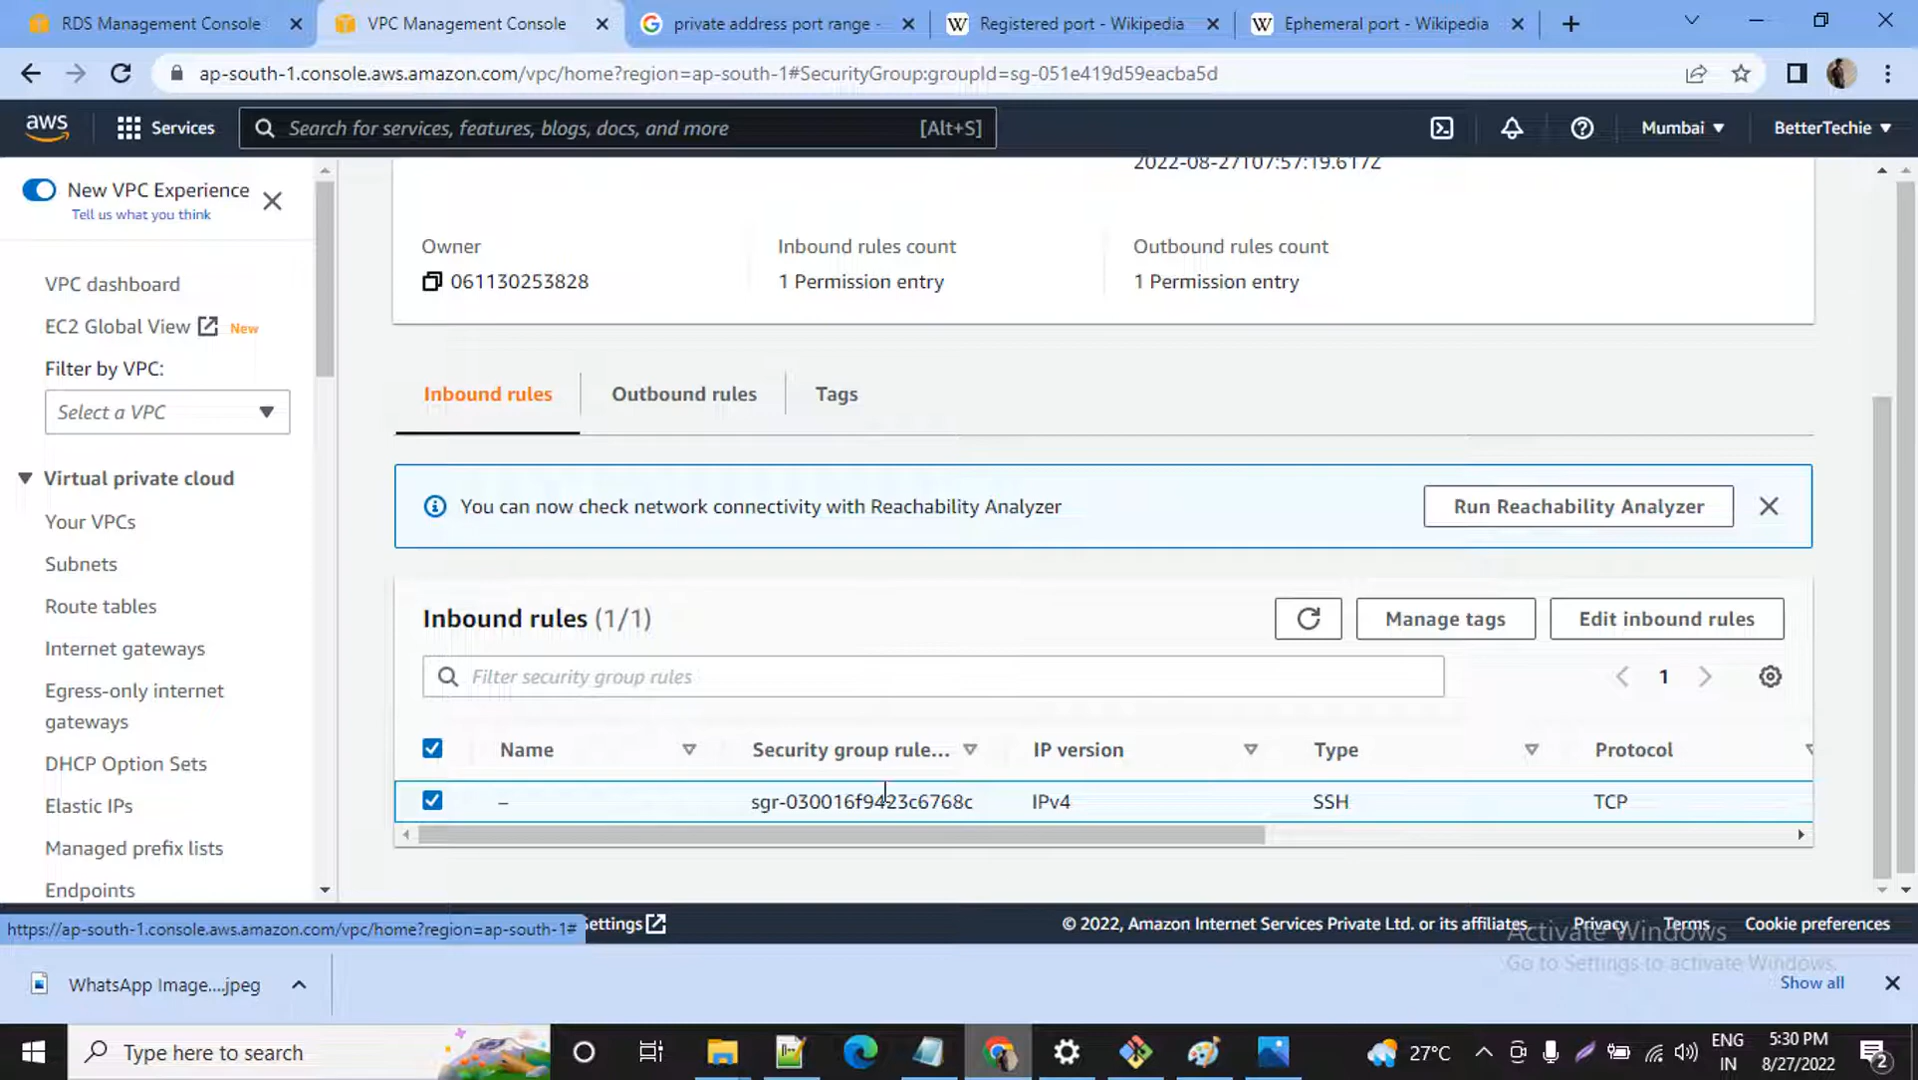 RDS Management Console
VPC Management Console
private address port range -
Registered port - Wikipedia
Ephemeral port - Wikipedia
ap-south-1.console.aws.amazon.com/vpc/home?region=ap-south-1#SecurityGroup:groupId=sg-051e419d59eacba5d
aws
Services
Search for services, features, blogs, docs, and more
[Alt+S]
Mumbai
BetterTechie
New VPC Experience
Tell us what you think
VPC dashboard
EC2 Global View
New
Filter by VPC:
Select a VPC
Virtual private cloud
Your VPCs
Subnets
Route tables
Internet gateways
Egress-only internet
gateways
DHCP Option Sets
Elastic IPs
Managed prefix lists
Endpoints
2022-08-27T07:57:19.617Z
Owner
Inbound rules count
Outbound rules count
061130253828
1 Permission entry
1 Permission entry
Inbound rules
Outbound rules
Tags
You can now check network connectivity with Reachability Analyzer
Run Reachability Analyzer
Inbound rules (1/1)
Manage tags
Edit inbound rules
Filter security group rules
1
Name
Security group rule...
IP version
Type
Protocol
–
sgr-030016f9423c6768c
IPv4
SSH
TCP
https://ap-south-1.console.aws.amazon.com/vpc/home?region=ap-south-1#
Settings
© 2022, Amazon Internet Services Private Ltd. or its affiliates.
Privacy
Terms
Cookie preferences
Activate Windows
Go to Settings to activate Windows.
WhatsApp Image....jpeg
Show all
Type here to search
27°C
ENG
IN
5:30 PM
8/27/2022
2